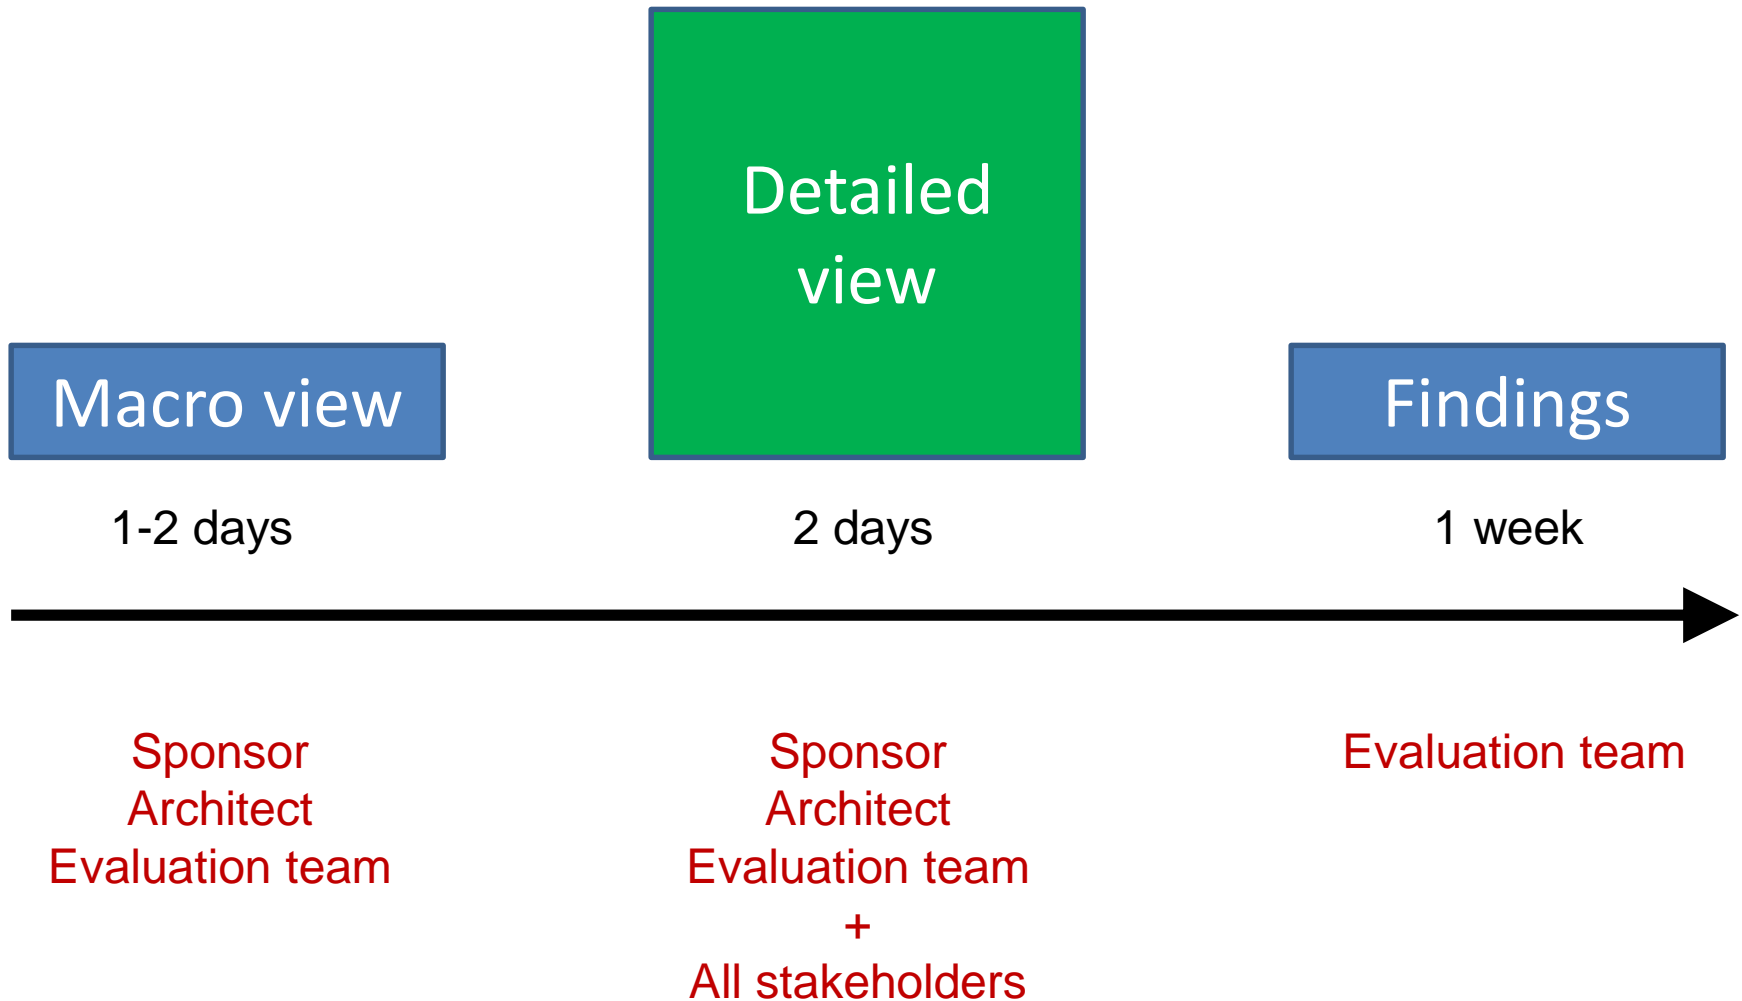 Detailed
view
Macro view
Findings
1-2 days
2 days
1 week
Sponsor
Architect
Evaluation team
Sponsor
Architect
Evaluation team
+
All stakeholders
Evaluation team